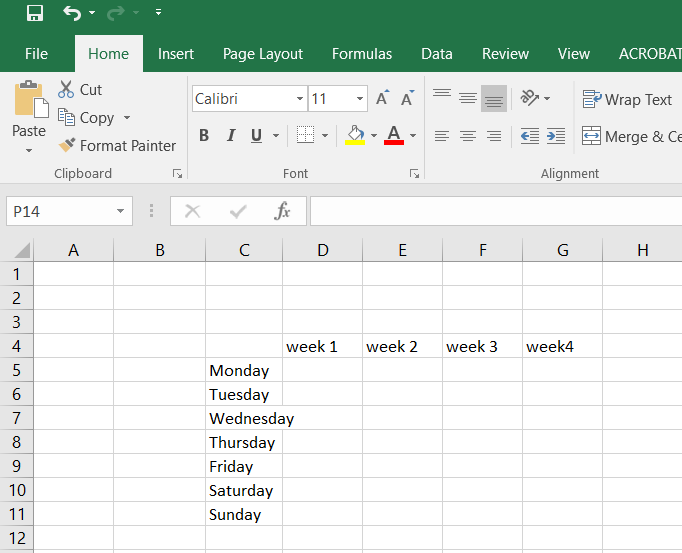 File Home Insert Page Layout Formulas Data Review View ACROBAT
Cut
Copy
Format Painter
Paste
Calibri 11
B I U A
Wrap Text
Merge & Ce
Clipboard Font Alignment
P14 fx
A B C D E F G H
1
2
3
4 week 1 week 2 week 3 week4
5 Monday
6 Tuesday
7 Wednesday
8 Thursday
9 Friday
10 Saturday
11 Sunday
12